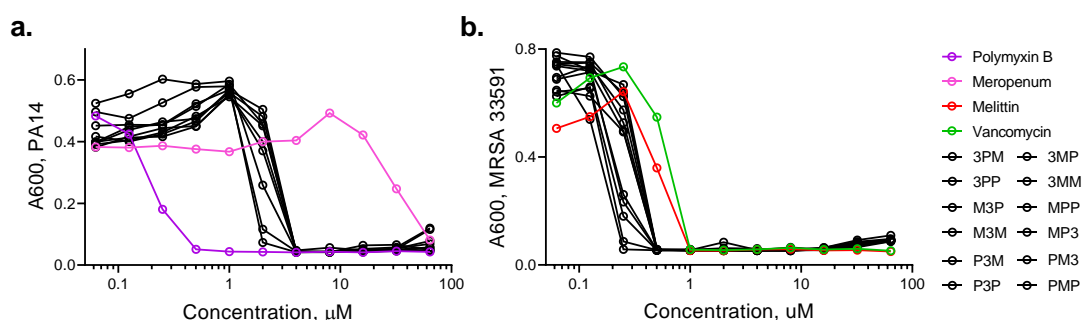 a.
A600, PA14
0.6
0.4
0.2
0.0
0.1 1 10 100
Concentration, μM
b.
A600, MRSA 33591
0.8
0.4
0.0
0.1 1 10 100
Concentration, uM
Polymyxin B
Meropenum
Melittin
Vancomycin
3PM 3MP
3PP 3MM
M3P MPP
M3M MP3
P3M PM3
P3P PMP